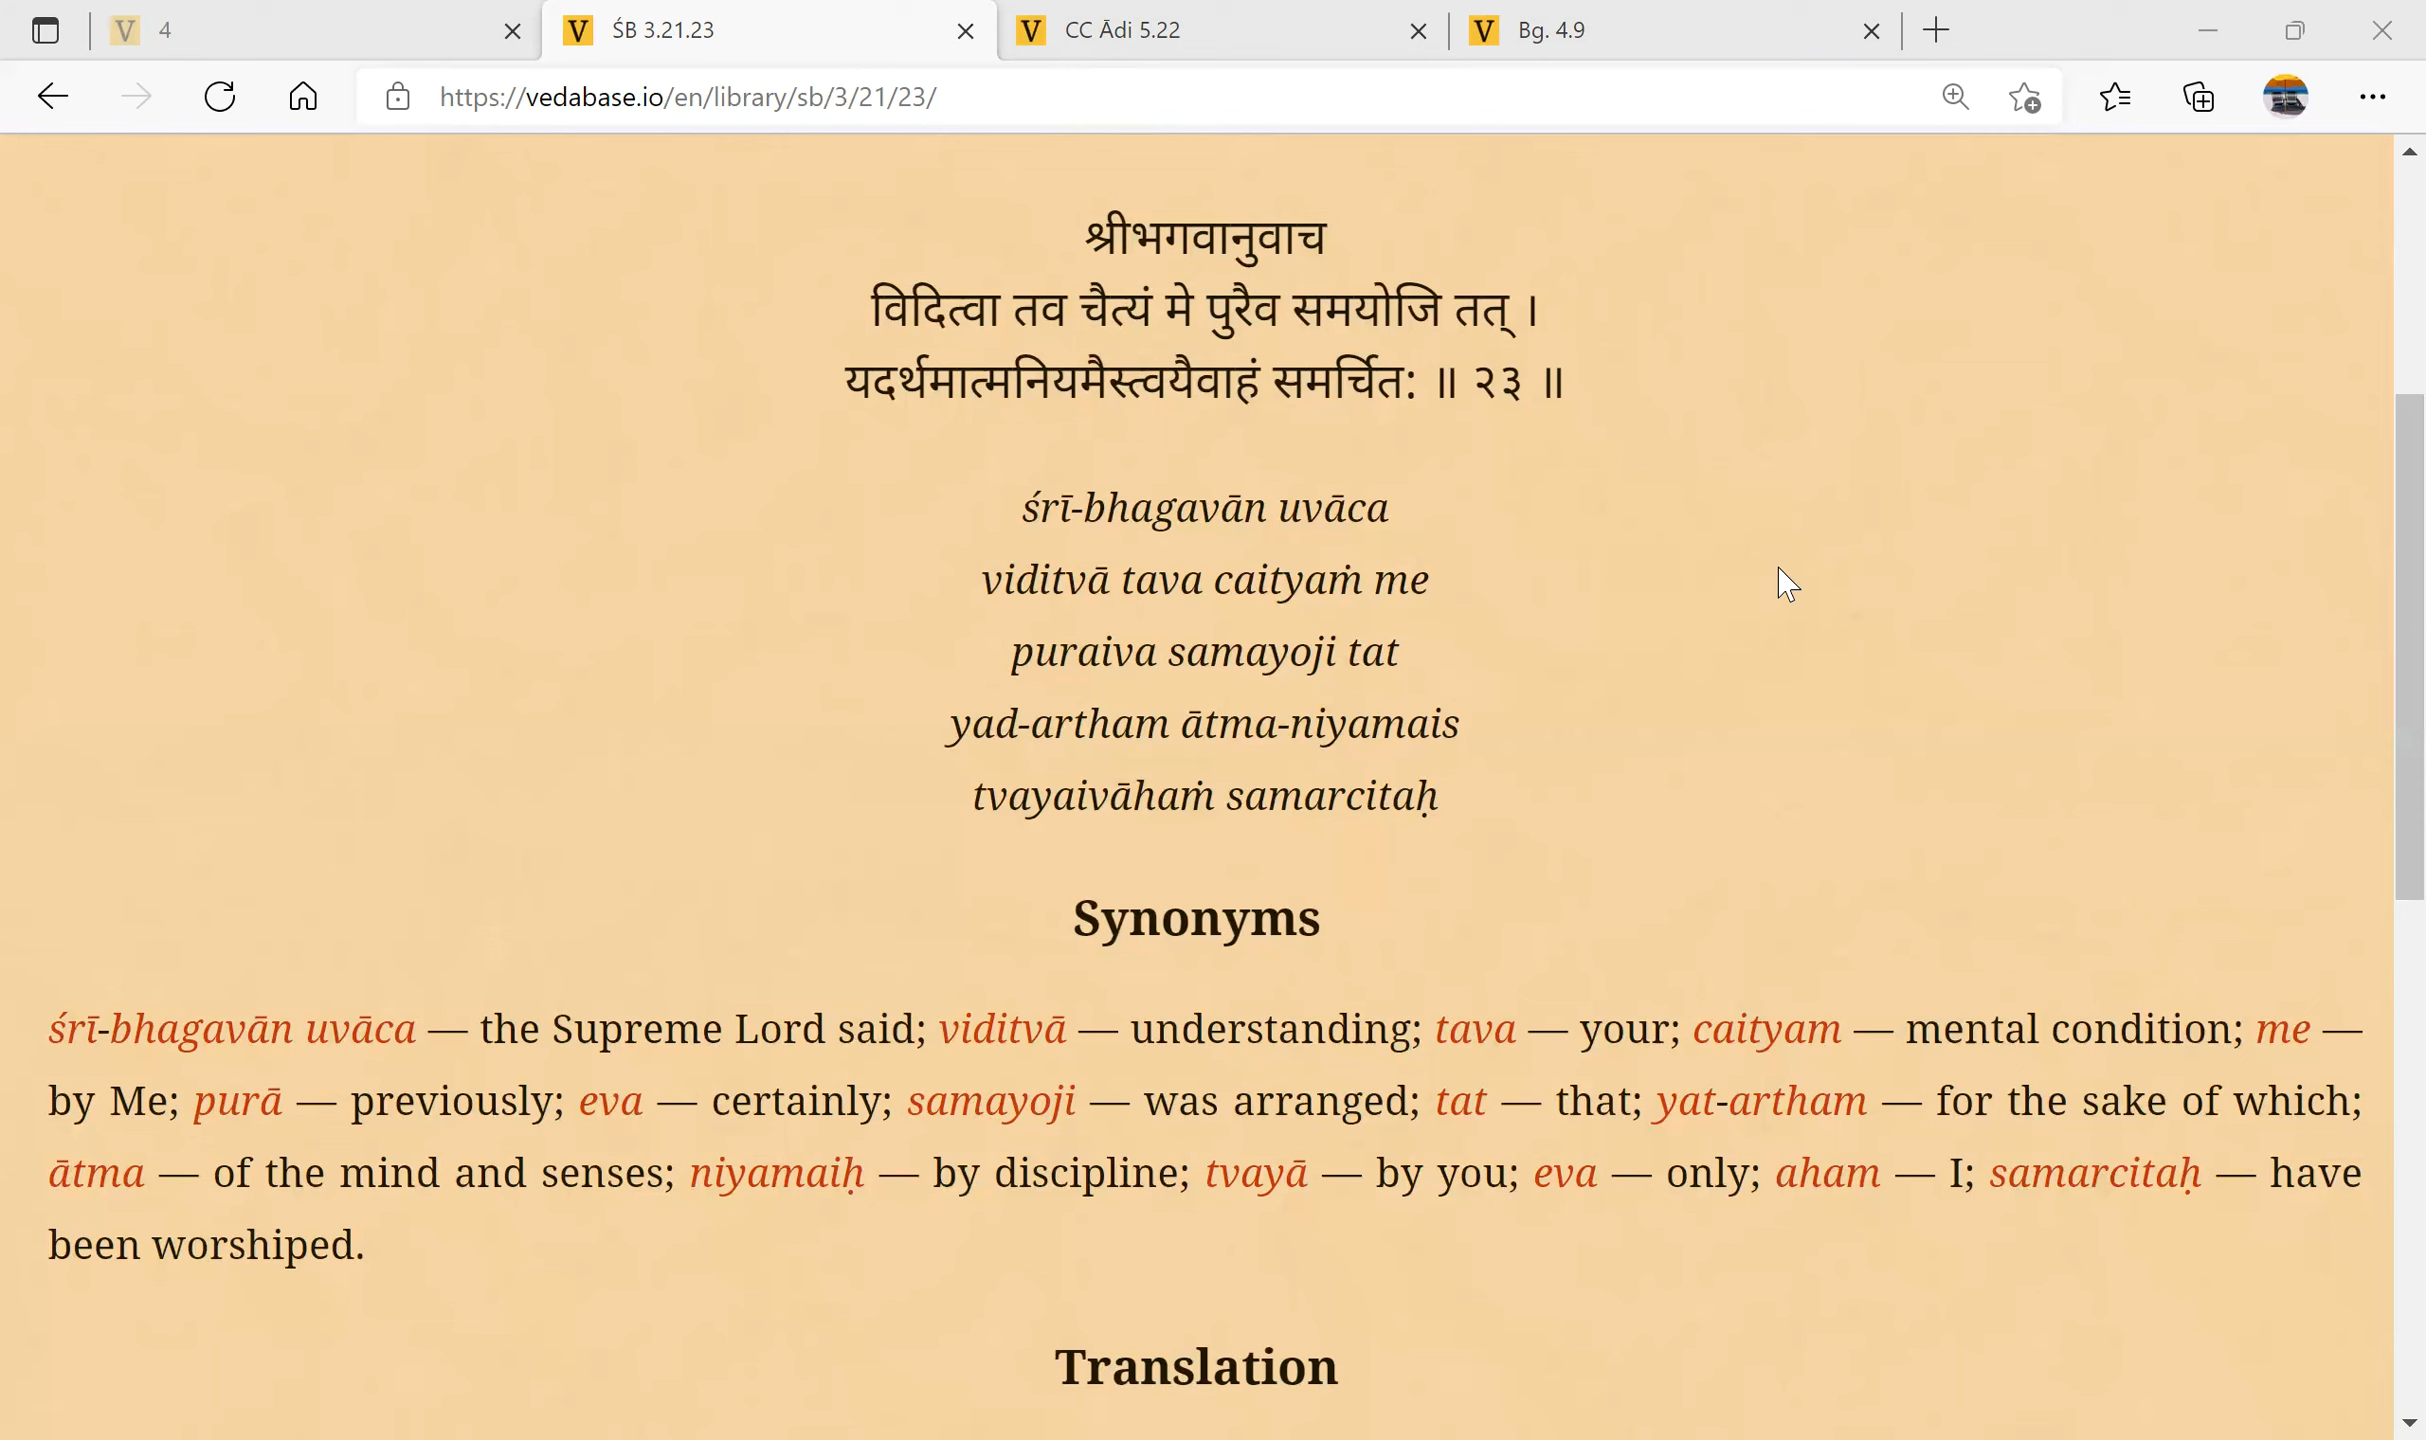 4
ŚB 3.21.23
CC Ādi 5.22
Bg. 4.9
https://vedabase.io/en/library/sb/3/21/23/
श्रीभगवानुवाच
विदित्वा तव चैत्यं मे पुरैव समयोजि तत् ।
यदर्थमात्मनियमैस्त्वयैवाहं समर्चित: ॥ २३ ॥
śrī-bhagavān uvāca
viditvā tava caityaṁ me
puraiva samayoji tat
yad-artham ātma-niyamais
tvayaivāhaṁ samarcitaḥ
Synonyms
śrī-bhagavān uvāca — the Supreme Lord said; viditvā — understanding; tava — your; caityam — mental condition; me —
by Me; purā — previously; eva — certainly; samayoji — was arranged; tat — that; yat-artham — for the sake of which;
ātma — of the mind and senses; niyamaiḥ — by discipline; tvayā — by you; eva — only; aham — I; samarcitaḥ — have
been worshiped.
Translation